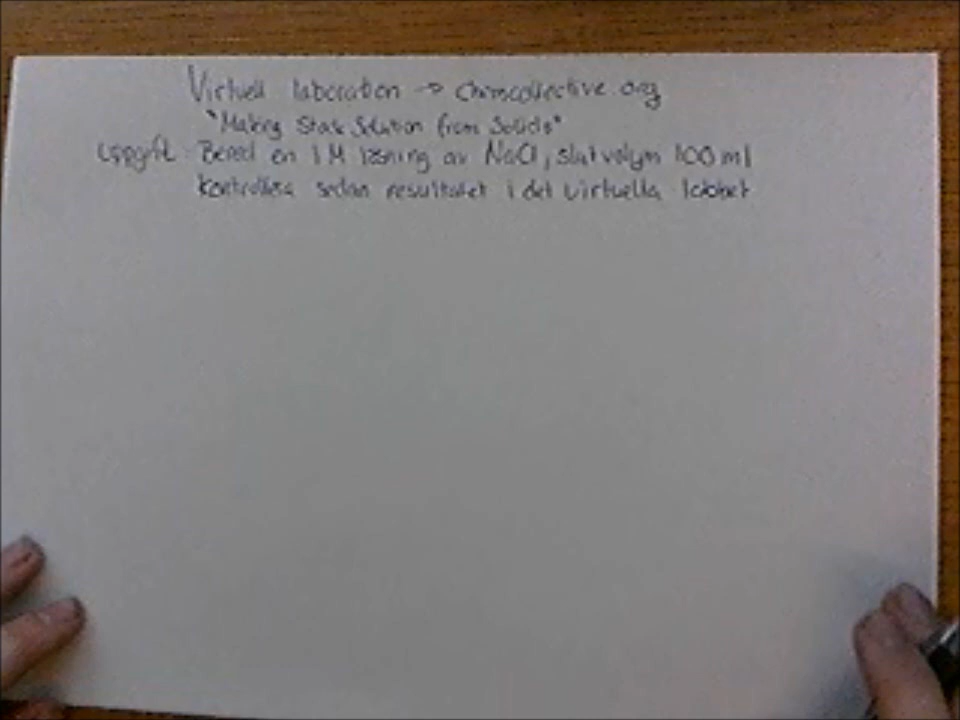 Virtuell laboration → chemcollective.org
"Making Stock Solution from Solids"
Uppgift: Bered en 1 M lösning av NaCl, slutvolym 100 ml
Kontrollera sedan resultatet i det virtuella labbet